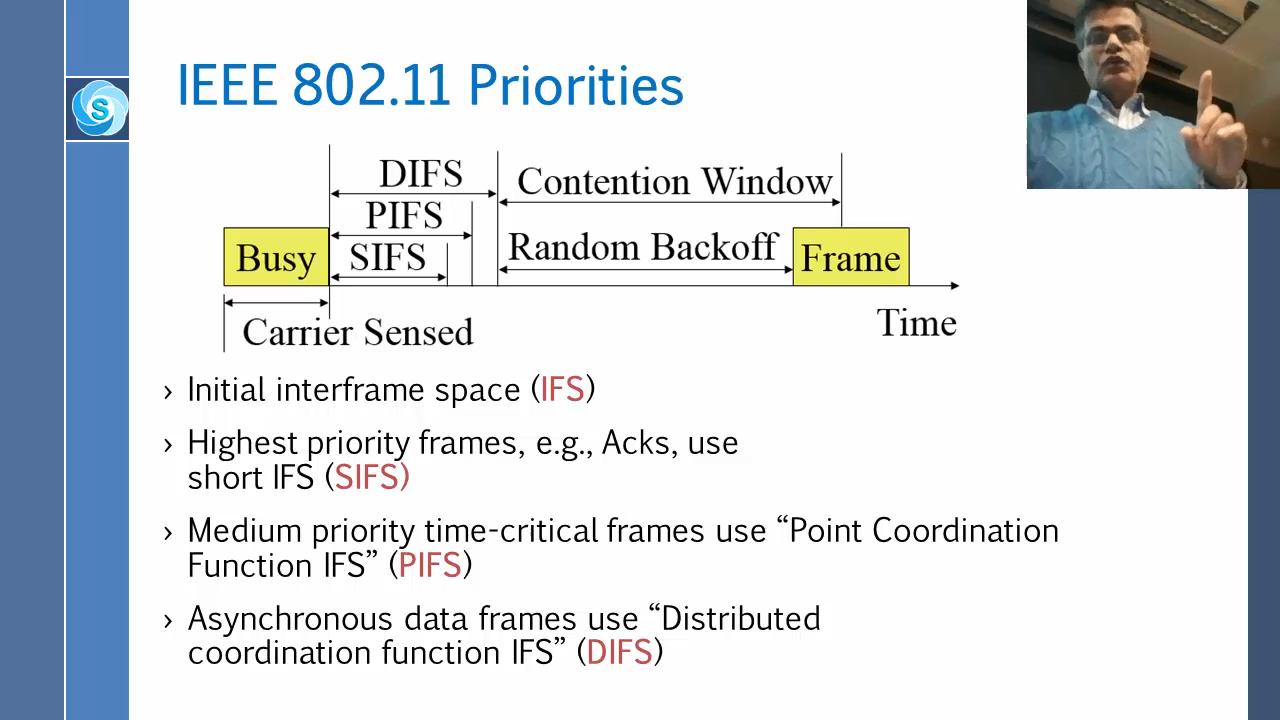 IEEE 802.11 Priorities
S
DIFS
Contention Window
PIFS
Busy
SIFS
Random Backoff
Frame
Carrier Sensed
Time
› Initial interframe space (IFS)
› Highest priority frames, e.g., Acks, use
short IFS (SIFS)
› Medium priority time-critical frames use “Point Coordination
Function IFS” (PIFS)
› Asynchronous data frames use “Distributed
coordination function IFS” (DIFS)